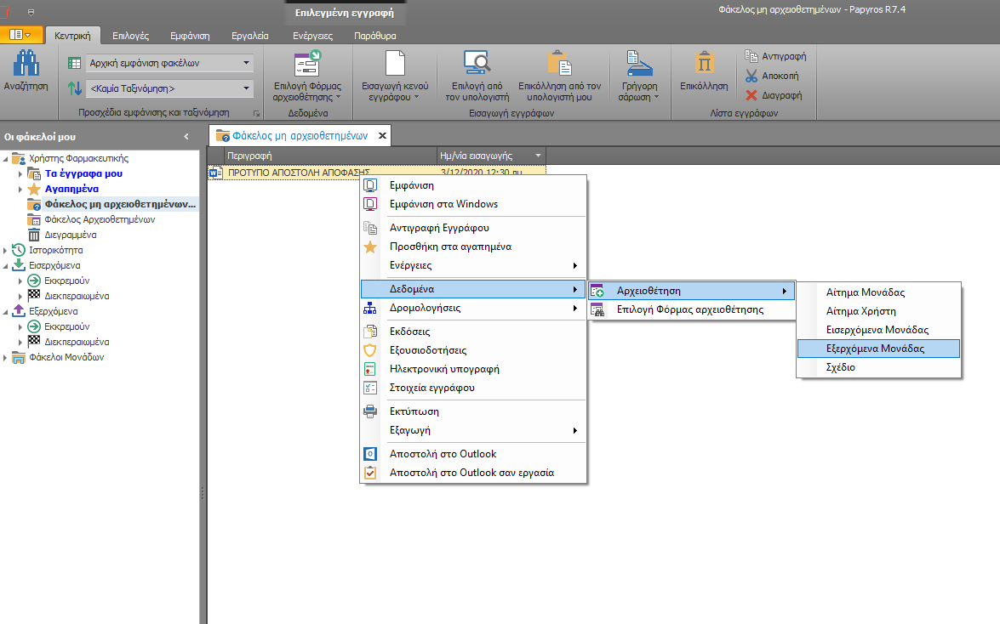 Επιλεγμένη εγγραφή
Φάκελος μη αρχειοθετημένων - Papyros R7.4
Κεντρική
Επιλογές
Εμφάνιση
Εργαλεία
Ενέργειες
Παράθυρα
Αναζήτηση
Αρχική εμφάνιση φακέλων
<Καμία Ταξινόμηση>
Προσχέδια εμφάνισης και ταξινόμηση
Επιλογή Φόρμας
αρχειοθέτησης
Δεδομένα
Εισαγωγή κενού
εγγράφου
Επιλογή από
τον υπολογιστή
Επικόλληση από τον
υπολογιστή μου
Γρήγορη
σάρωση
Εισαγωγή εγγράφων
Επικόλληση
Αντιγραφή
Αποκοπή
Διαγραφή
Λίστα εγγράφων
Οι φάκελοί μου
Χρήστης Φαρμακευτικής
Τα έγγραφα μου
Αγαπημένα
Φάκελος μη αρχειοθετημένων...
Φάκελος Αρχειοθετημένων
Διεγραμμένα
Ιστορικότητα
Εισερχόμενα
Εκκρεμούν
Διεκπεραιωμένα
Εξερχόμενα
Εκκρεμούν
Διεκπεραιωμένα
Φάκελοι Μονάδων
Φάκελος μη αρχειοθετημένων
Περιγραφή
Ημ/νία εισαγωγής
ΠΡΟΤΥΠΟ ΑΠΟΣΤΟΛΗ ΑΠΟΦΑΣΗΣ
3/12/2020 12:30 πμ
Εμφάνιση
Εμφάνιση στα Windows
Αντιγραφή Εγγράφου
Προσθήκη στα αγαπημένα
Ενέργειες
Δεδομένα
Δρομολογήσεις
Εκδόσεις
Εξουσιοδοτήσεις
Ηλεκτρονική υπογραφή
Στοιχεία εγγράφου
Εκτύπωση
Εξαγωγή
Αποστολή στο Outlook
Αποστολή στο Outlook σαν εργασία
Αρχειοθέτηση
Επιλογή Φόρμας αρχειοθέτησης
Αίτημα Μονάδας
Αίτημα Χρήστη
Εισερχόμενα Μονάδας
Εξερχόμενα Μονάδας
Σχέδιο